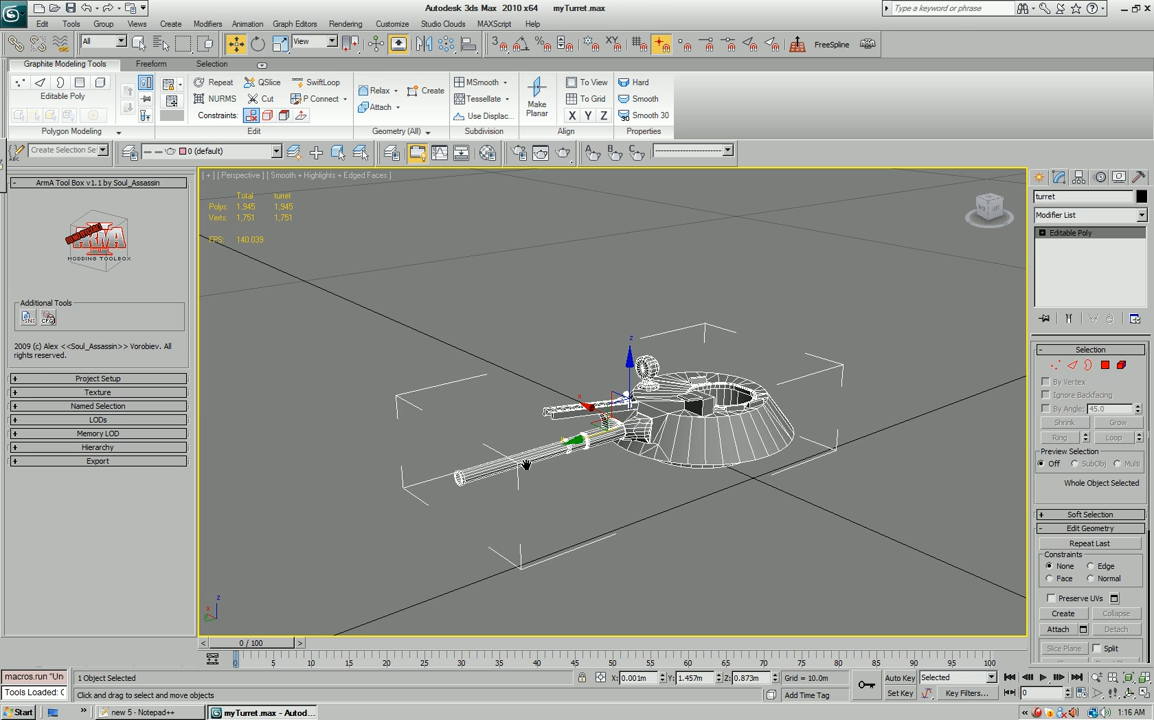 Autodesk 3ds Max 2010 x64 myTurret.max
Type a keyword or phrase
Edit Tools Group Views Create Modifiers Animation Graph Editors Rendering Customize Studio Clouds MAXScript Help
All View FreeSpline
Graphite Modeling Tools Freeform Selection
Repeat QSlice SwiftLoop Relax Create MSmooth To View Hard
Editable Poly
NURMS Cut P Connect Attach Tessellate Make Planar To Grid Smooth
Constraints: Use Displac... X Y Z Smooth 30
Polygon Modeling Edit Geometry (All) Subdivision Align Properties
Create Selection Se 0 (default)
ArmA Tool Box v1.1 by Soul_Assassin
[ + ] [ Perspective ] [ Smooth + Highlights + Edged Faces ]
Total turret
Polys: 1,945 1,945
Verts: 1,751 1,751
FPS: 140.039
MODDING TOOLBOX
Additional Tools
2009 (c) Alex <<Soul_Assassin>> Vorobiev. All
rights reserved.
Project Setup
Texture
Named Selection
LODs
Memory LOD
Hierarchy
Export
turret
Modifier List
Editable Poly
Selection
By Vertex
Ignore Backfacing
By Angle: 45.0
Shrink Grow
Ring Loop
Preview Selection
Off SubObj Multi
Whole Object Selected
Soft Selection
Edit Geometry
Repeat Last
Constraints
None Edge
Face Normal
Preserve UVs
Create Collapse
Attach Detach
Slice Plane Split
z
x
z
x
0 / 100
0 5 10 15 20 25 30 35 40 45 50 55 60 65 70 75 80 85 90 95 100
macros.run "Un 1 Object Selected X: 0.001m Y: 1.457m Z: 0.873m Grid = 10.0m Auto Key Selected
Tools Loaded: C Click and drag to select and move objects Add Time Tag Set Key Key Filters... 0
Start new 5 - Notepad++ myTurret.max - Autod... 1:16 AM